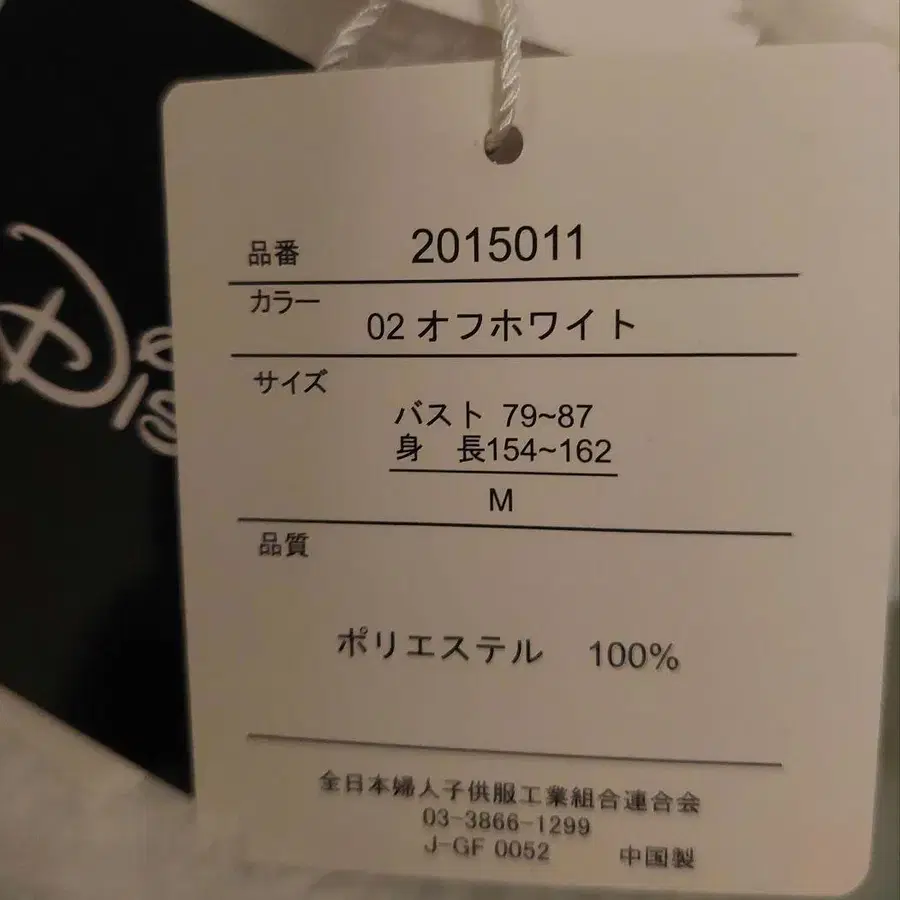 品番 2015011
カラー
02 オフホワイト
サイズ
バスト 79~87
身 長154~162
M
品質
ポリエステル 100%
全日本婦人子供服工業組合連合会
03-3866-1299
J-GF 0052 中国製